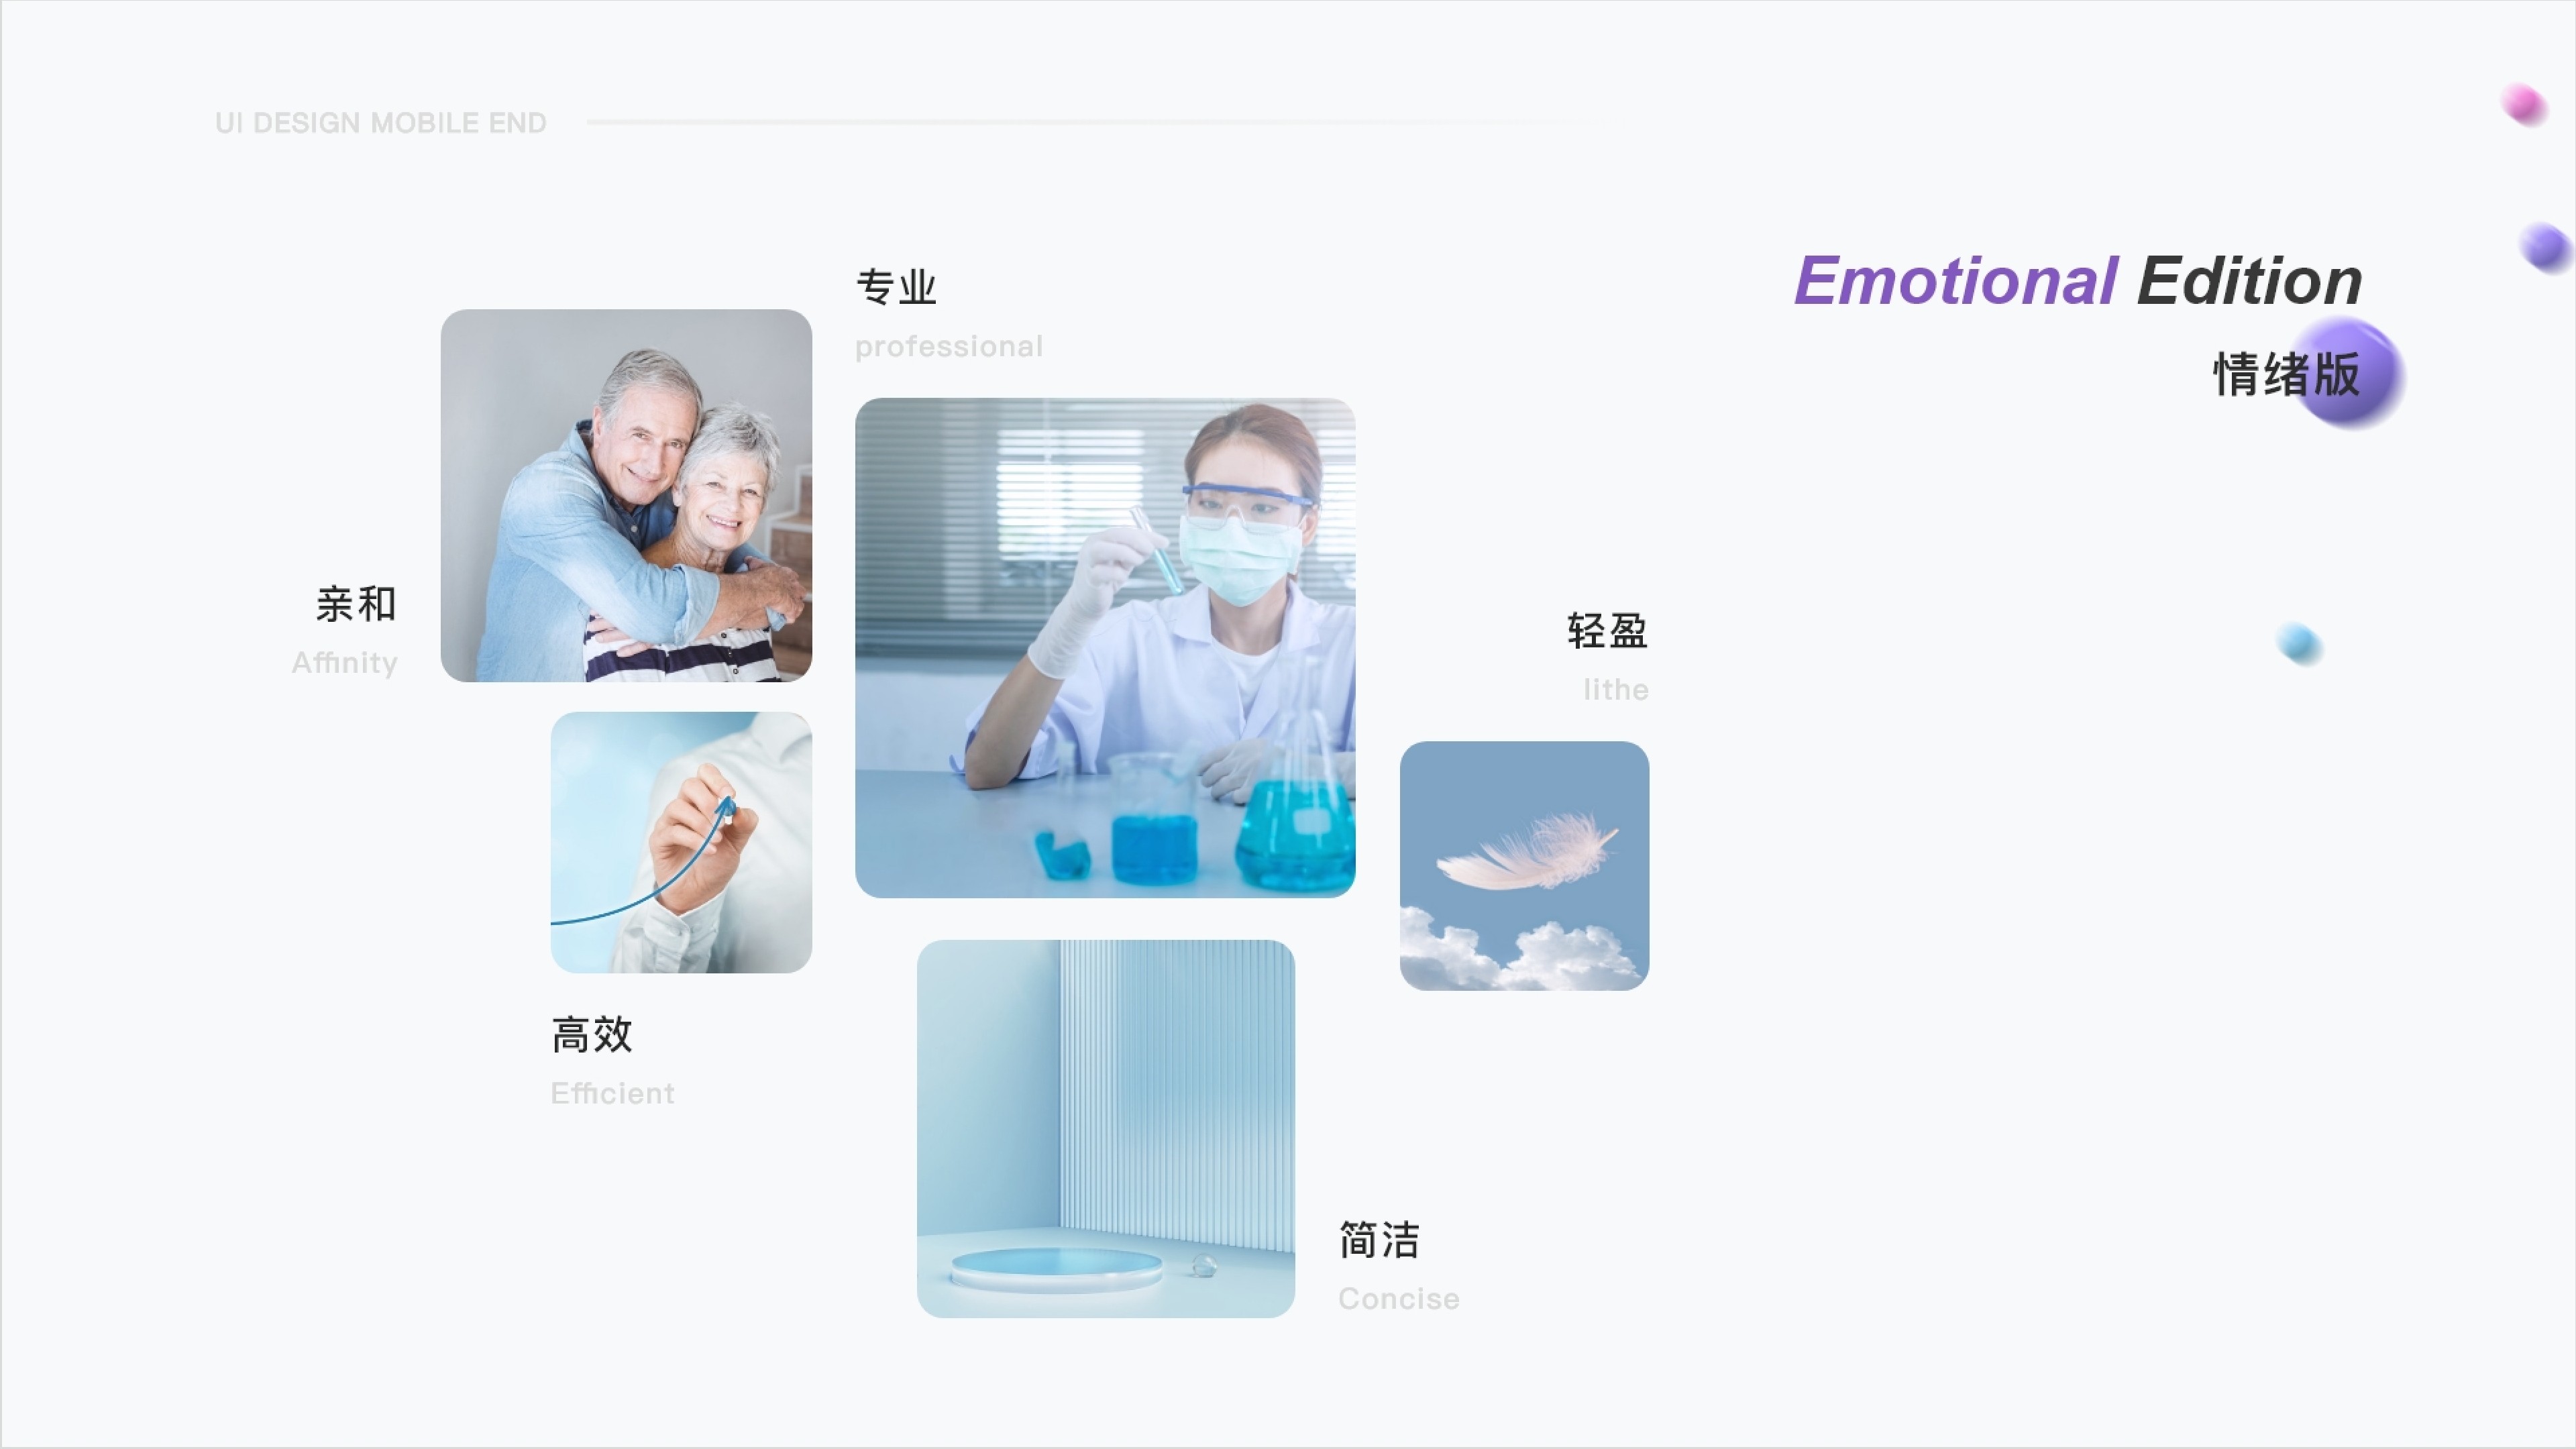 UI DESIGN MOBILE END
Emotional Edition
情绪版
专业
professional
亲和
Affinity
轻盈
lithe
高效
Efficient
简洁
Concise